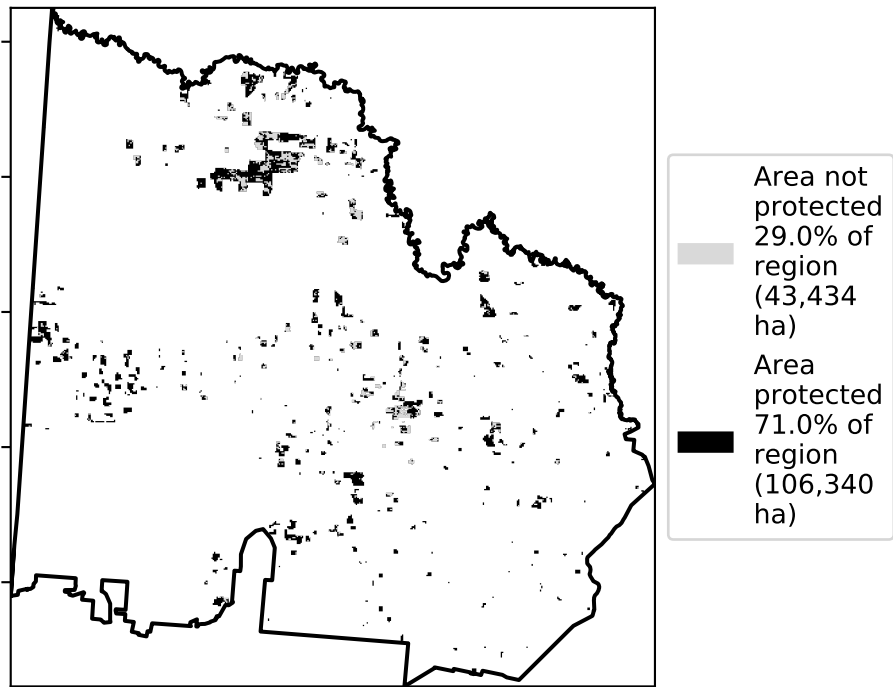 Area not
protected
29.0% of
region
(43,434
ha)
Area
protected
71.0% of
region
(106,340
ha)